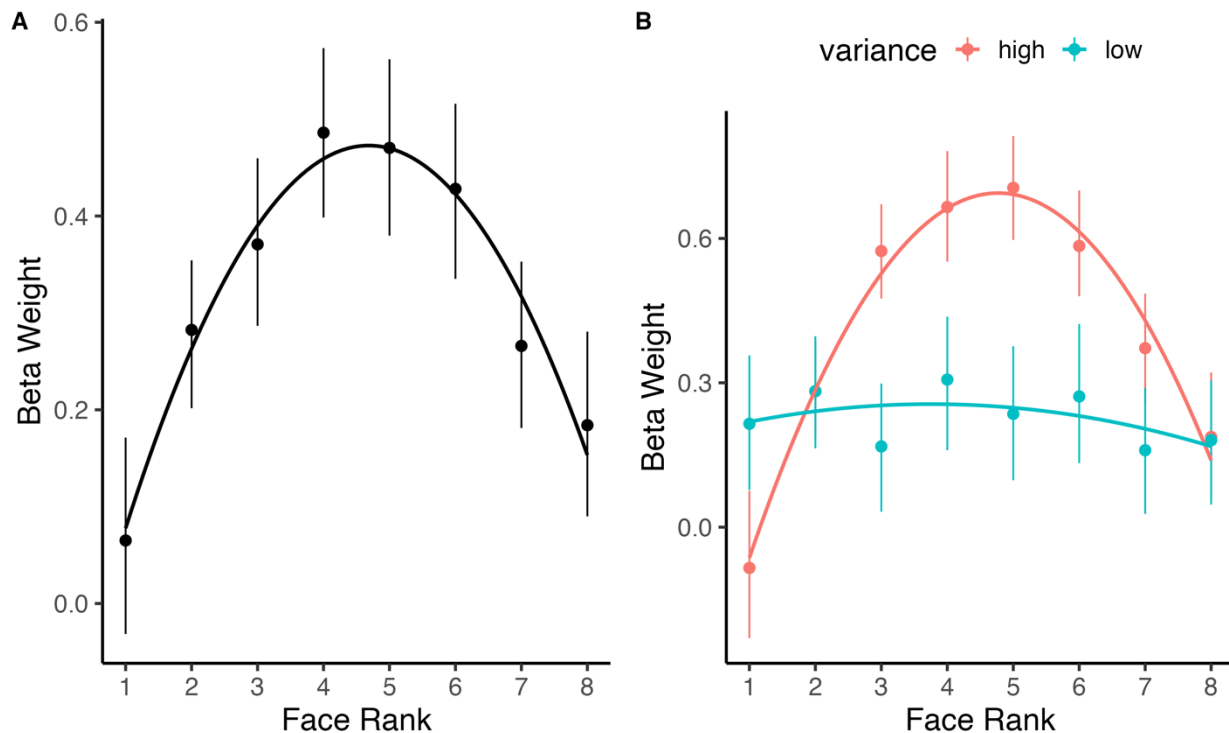 A
0.6
0.4
0.2
0.0
Beta Weight
1 2 3 4 5 6 7 8
Face Rank
B
variance high low
0.6
0.3
0.0
Beta Weight
1 2 3 4 5 6 7 8
Face Rank